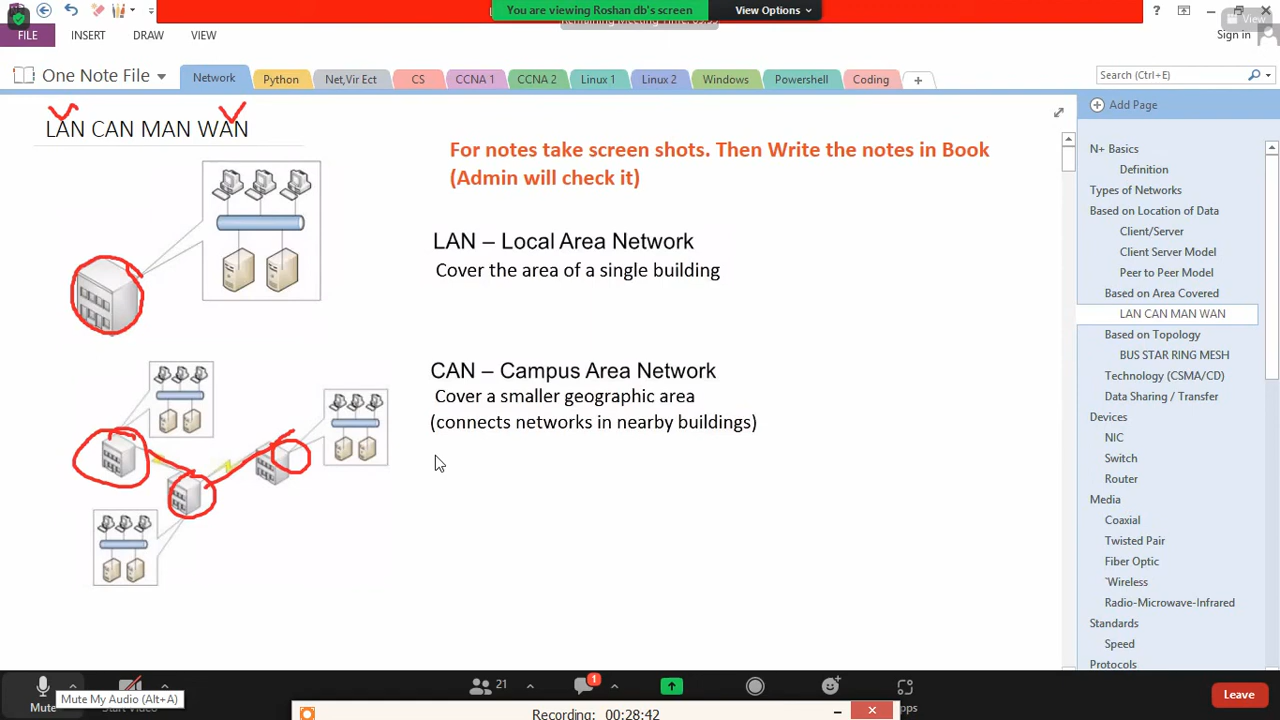 You are viewing Roshan db's screen
View Options
View
FILE
INSERT
DRAW
VIEW
Sign in
One Note File
Network
Python
Net,Vir Ect
CS
CCNA 1
CCNA 2
Linux 1
Linux 2
Windows
Powershell
Coding
Search (Ctrl+E)
LAN CAN MAN WAN
For notes take screen shots. Then Write the notes in Book
(Admin will check it)
LAN – Local Area Network
Cover the area of a single building
CAN – Campus Area Network
Cover a smaller geographic area
(connects networks in nearby buildings)
Add Page
N+ Basics
Definition
Types of Networks
Based on Location of Data
Client/Server
Client Server Model
Peer to Peer Model
Based on Area Covered
LAN CAN MAN WAN
Based on Topology
BUS STAR RING MESH
Technology (CSMA/CD)
Data Sharing / Transfer
Devices
NIC
Switch
Router
Media
Coaxial
Twisted Pair
Fiber Optic
`Wireless
Radio-Microwave-Infrared
Standards
Speed
Protocols
Mute
Mute My Audio (Alt+A)
21
1
Leave
Recording: 00:28:42